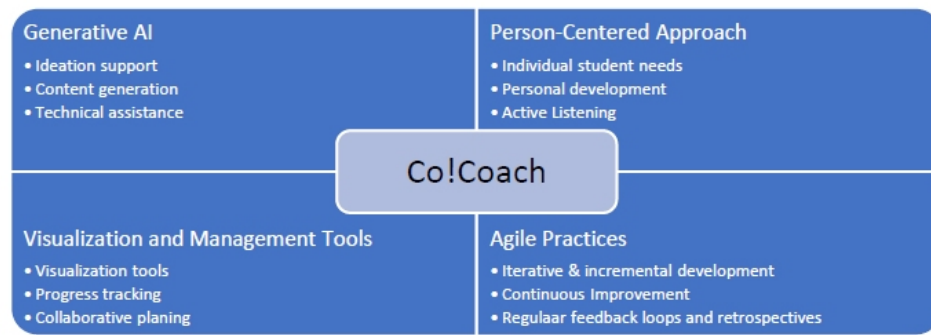 Generative AI
• Ideation support
• Content generation
• Technical assistance
Person-Centered Approach
• Individual student needs
• Personal development
• Active Listening
Co!Coach
Visualization and Management Tools
• Visualization tools
• Progress tracking
• Collaborative planing
Agile Practices
• Iterative & incremental development
• Continuous Improvement
• Regulaar feedback loops and retrospectives